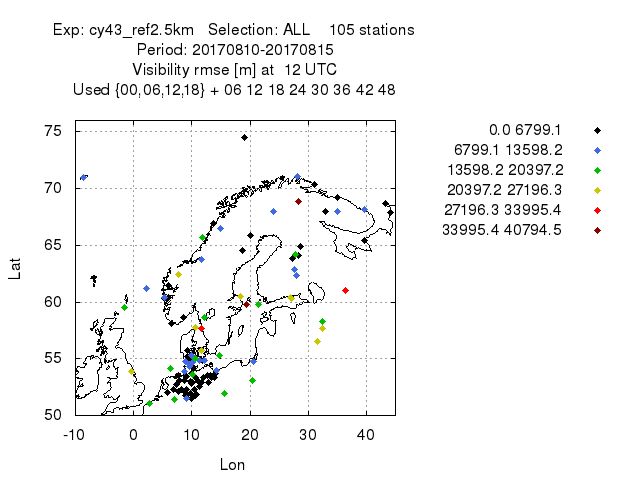 Exp: cy43_ref2.5km Selection: ALL 105 stations
Period: 20170810-20170815
Visibility rmse [m] at 12 UTC
Used {00,06,12,18} + 06 12 18 24 30 36 42 48
75
70
65
60
55
50
-10 0 10 20 30 40
Lat
Lon
0.0 6799.1
6799.1 13598.2
13598.2 20397.2
20397.2 27196.3
27196.3 33995.4
33995.4 40794.5